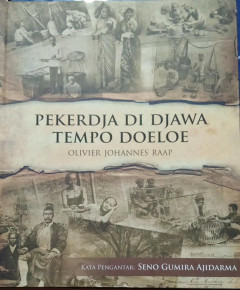 PEKERDJA DI DJAWA
TEMPO DOELOE
OLIVIER JOHANNES RAAP
KATA PENGANTAR: SENO GUMIRA AJIDARMA